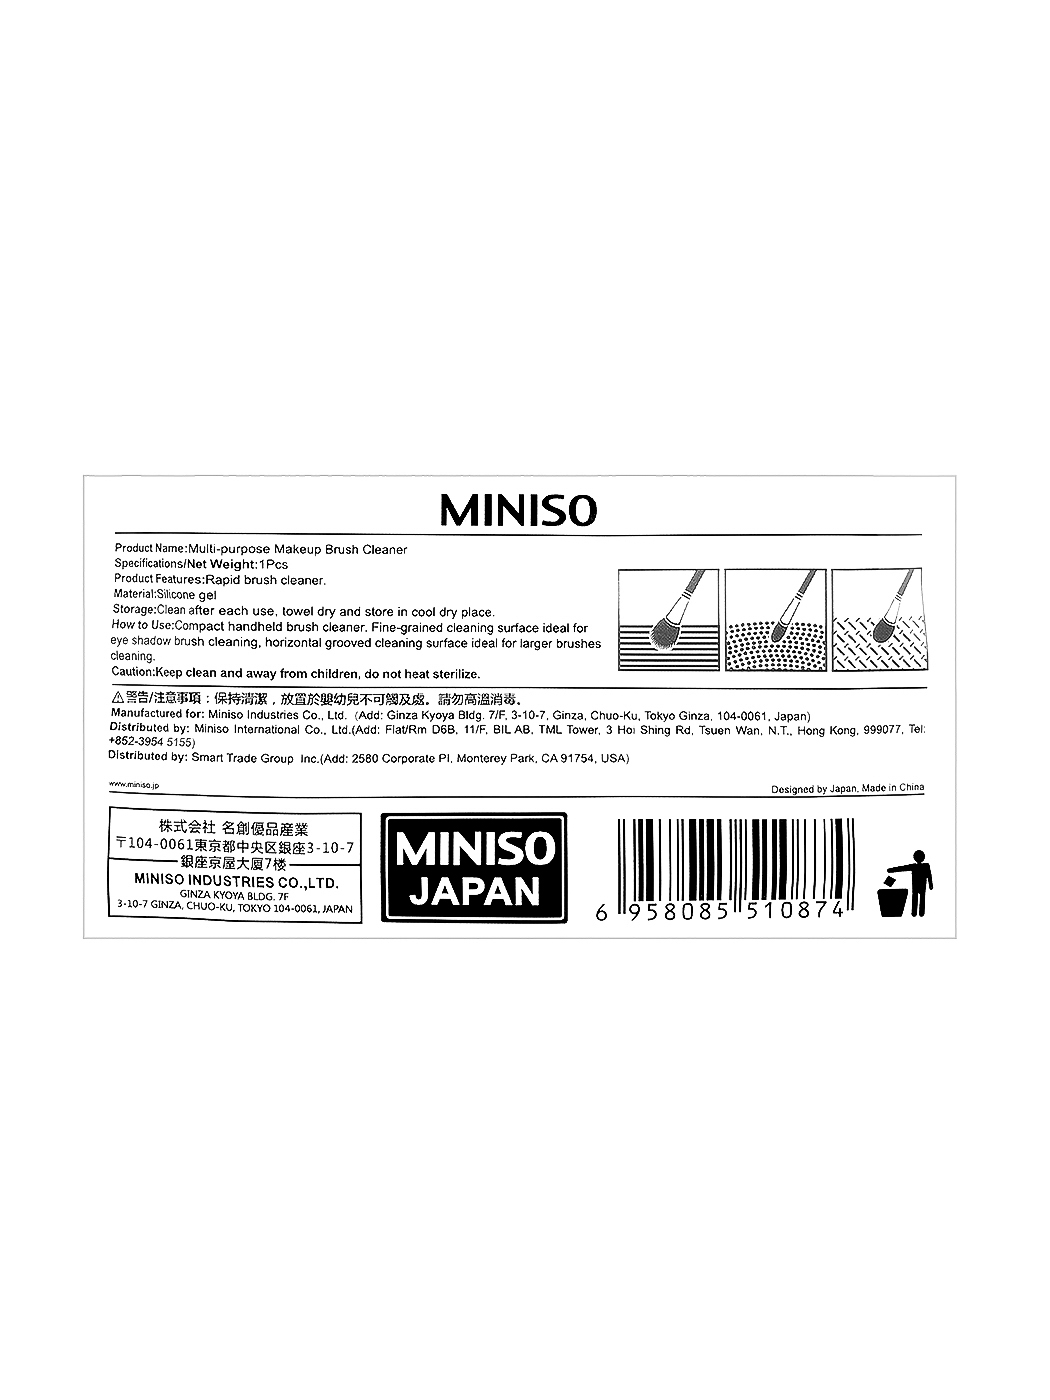 MINISO
Product Name:Multi-purpose Makeup Brush Cleaner
Specifications/Net Weight:1Pcs
Product Features:Rapid brush cleaner.
Material:Silicone gel
Storage:Clean after each use, towel dry and store in cool dry place.
How to Use:Compact handheld brush cleaner. Fine-grained cleaning surface ideal for
eye shadow brush cleaning, horizontal grooved cleaning surface ideal for larger brushes
cleaning.
Caution:Keep clean and away from children, do not heat sterilize.
⚠警告/注意事項：保持清潔，放置於嬰幼兒不可觸及處。請勿高溫消毒。
Manufactured for: Miniso Industries Co., Ltd. (Add: Ginza Kyoya Bldg. 7/F, 3-10-7, Ginza, Chuo-Ku, Tokyo Ginza, 104-0061, Japan)
Distributed by: Miniso International Co., Ltd.(Add: Flat/Rm D6B, 11/F, BIL AB, TML Tower, 3 Hoi Shing Rd, Tsuen Wan, N.T., Hong Kong, 999077, Tel:
+852-3954 5155)
Distributed by: Smart Trade Group Inc.(Add: 2580 Corporate Pl, Monterey Park, CA 91754, USA)
www.miniso.jp
Designed by Japan, Made in China
株式会社 名創優品産業
〒104-0061東京都中央区銀座3-10-7
銀座京屋大厦7楼
MINISO INDUSTRIES CO.,LTD.
GINZA KYOYA BLDG. 7F
3-10-7 GINZA, CHUO-KU, TOKYO 104-0061, JAPAN
MINISO
JAPAN
6 958085 510874